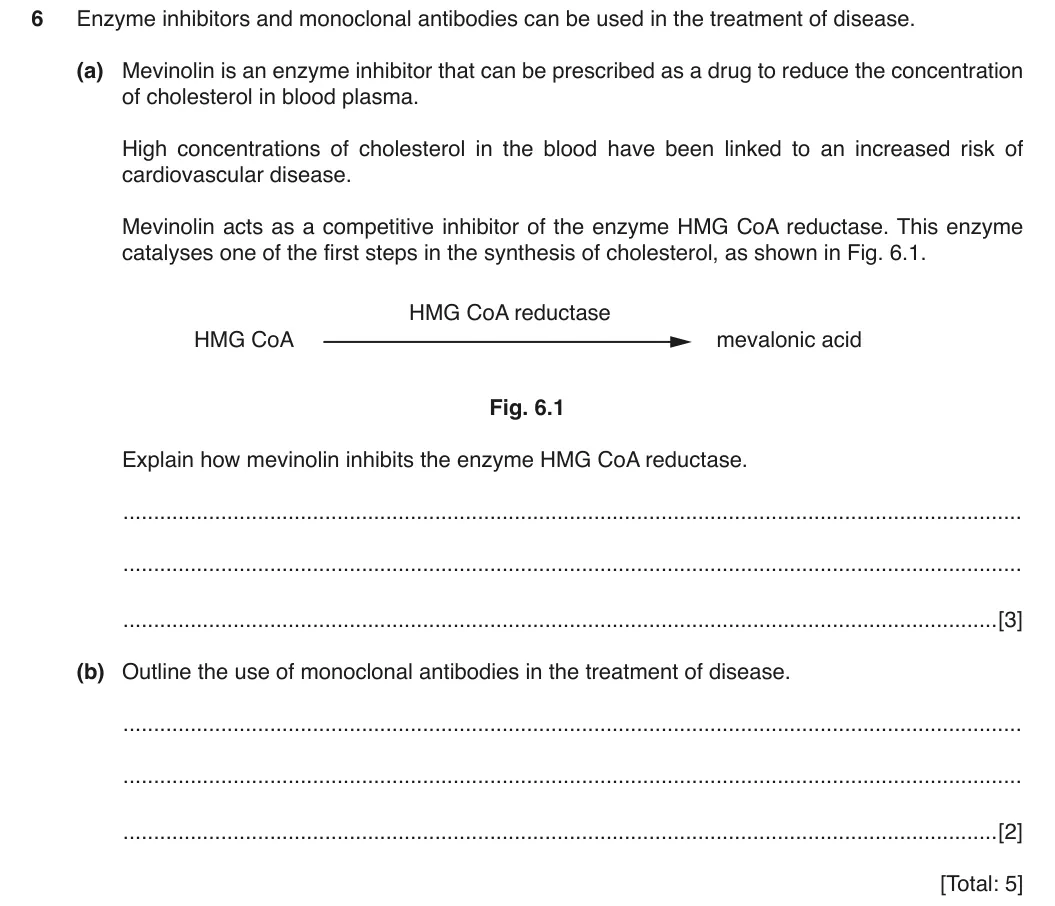 6 Enzyme inhibitors and monoclonal antibodies can be used in the treatment of disease.
(a) Mevinolin is an enzyme inhibitor that can be prescribed as a drug to reduce the concentration
of cholesterol in blood plasma.
High concentrations of cholesterol in the blood have been linked to an increased risk of
cardiovascular disease.
Mevinolin acts as a competitive inhibitor of the enzyme HMG CoA reductase. This enzyme
catalyses one of the first steps in the synthesis of cholesterol, as shown in Fig. 6.1.
HMG CoA reductase
HMG CoA mevalonic acid
Fig. 6.1
Explain how mevinolin inhibits the enzyme HMG CoA reductase.
[3]
(b) Outline the use of monoclonal antibodies in the treatment of disease.
[2]
[Total: 5]